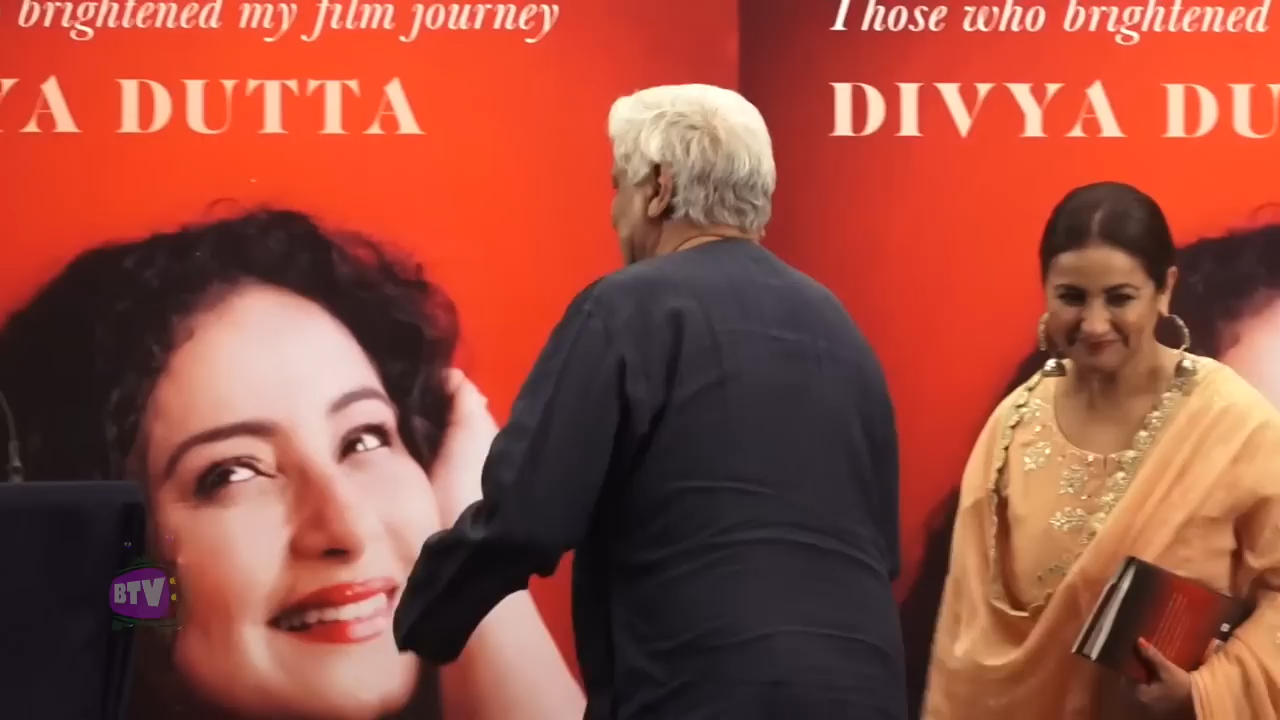 brightened my film journey
YA DUTTA
Those who brightened
DIVYA DU
BTV